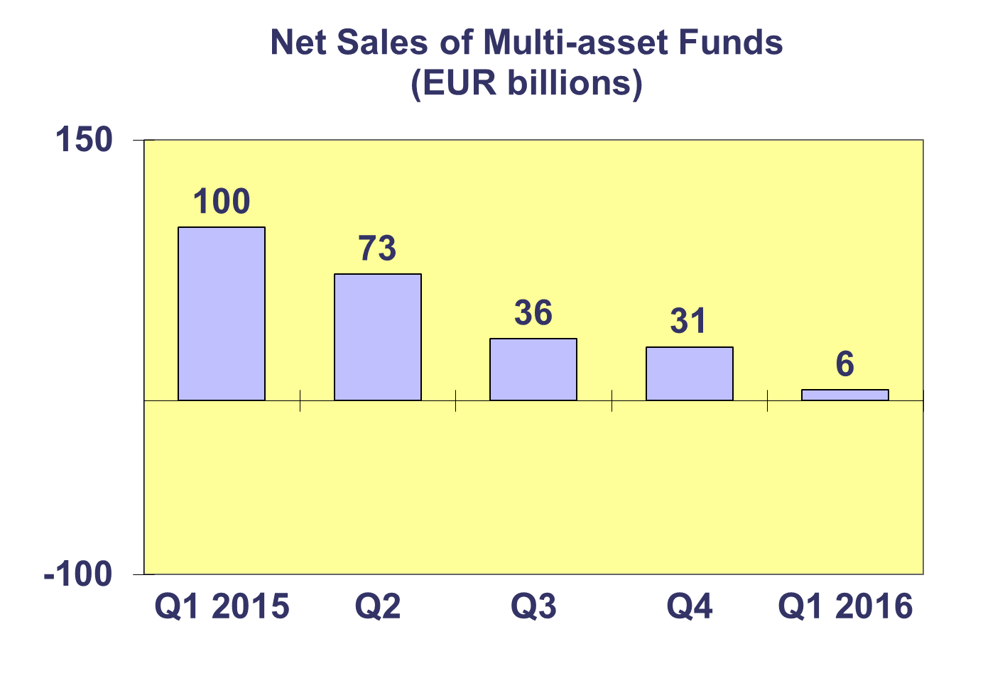 Net Sales of Multi-asset Funds
(EUR billions)
150
100
73
36
31
6
-100
Q1 2015 Q2 Q3 Q4 Q1 2016